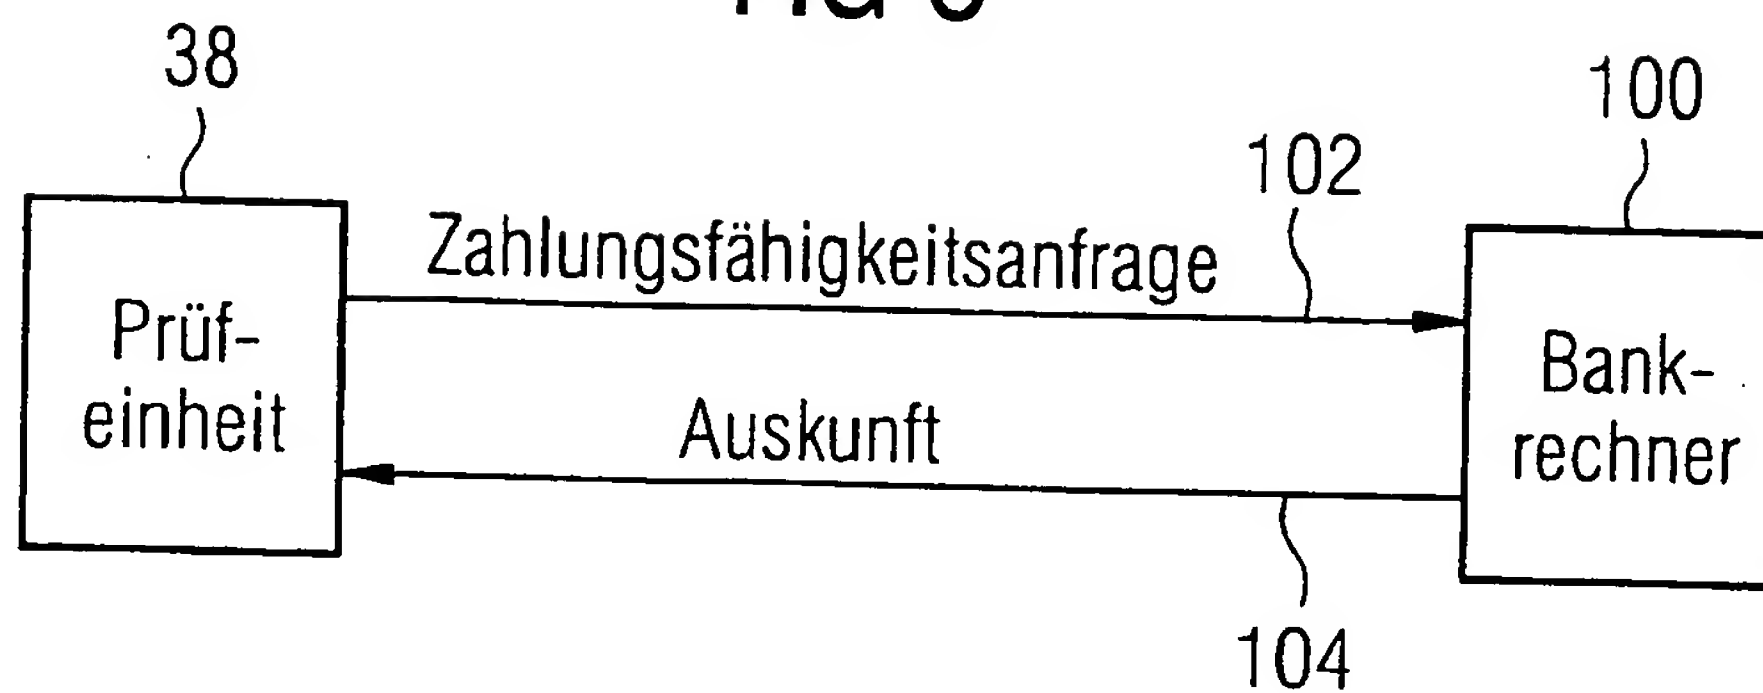 38
100
102
Zahlungsfähigkeitsanfrage
Prüf-
einheit
Bank-
rechner
Auskunft
104